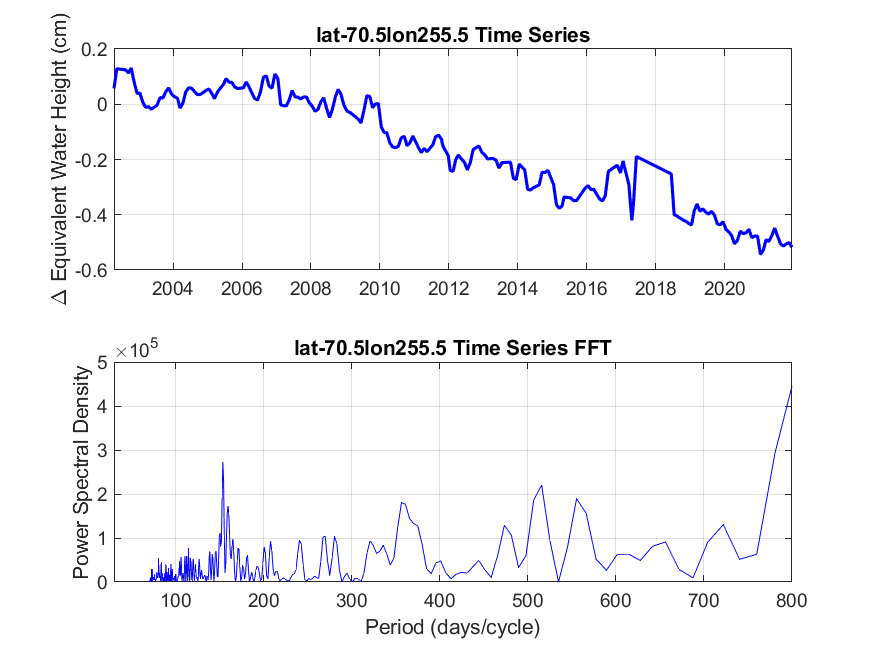 lat-70.5lon255.5 Time Series
Δ Equivalent Water Height (cm)
0.2
0
-0.2
-0.4
-0.6
2004 2006 2008 2010 2012 2014 2016 2018 2020
lat-70.5lon255.5 Time Series FFT
×10⁵
Power Spectral Density
5
4
3
2
1
0
100 200 300 400 500 600 700 800
Period (days/cycle)